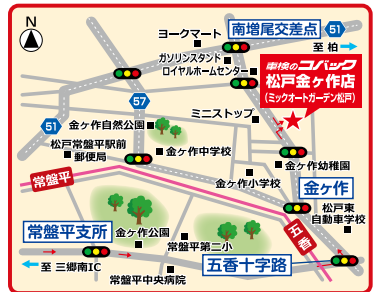 N
ヨークマート
南増尾交差点
51
至 柏
ガソリンスタンド
ロイヤルホームセンター
車検のコバック
松戸金ヶ作店
(ミックオートガーデン松戸)
57
ミニストップ
51
金ヶ作自然公園
松戸常盤平駅前
郵便局
金ヶ作中学校
金ヶ作幼稚園
常盤平
金ケ作小学校
金ヶ作
松戸東
自動車学校
常盤平支所
金ヶ作公園
常盤平第二小
五香
五香十字路
至 三郷南IC
常盤平中央病院